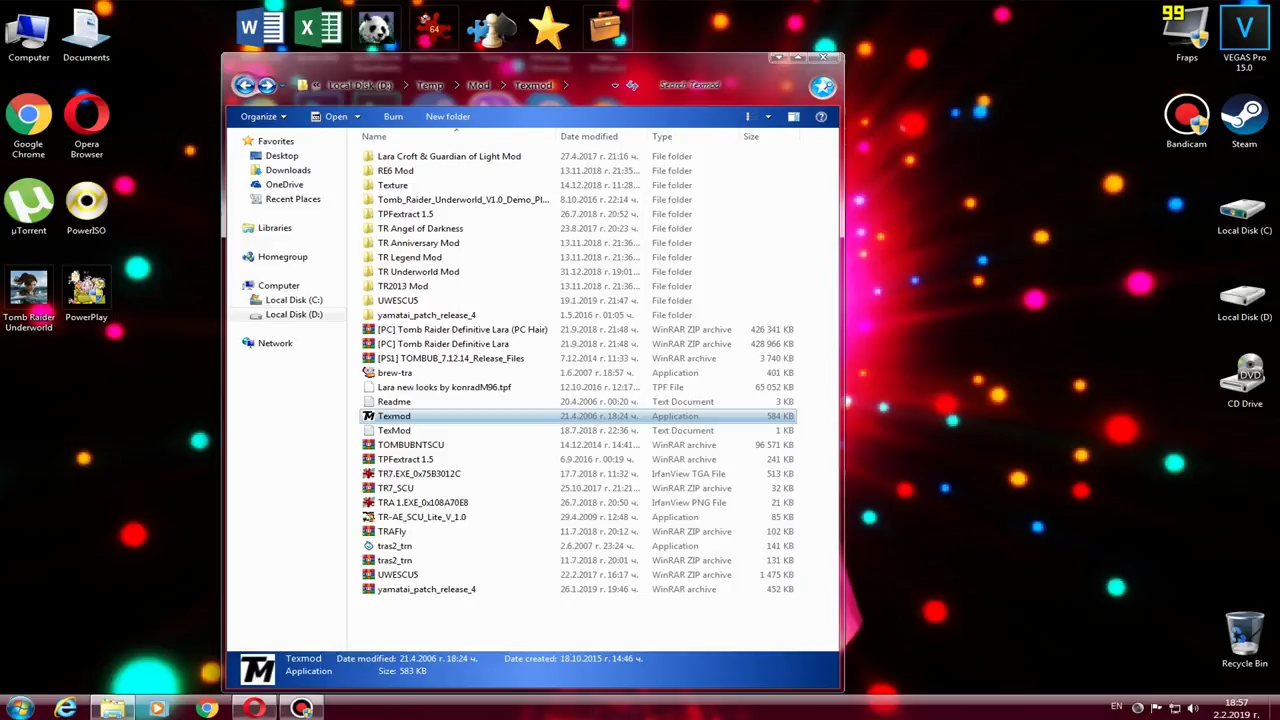 Computer
Documents
Google
Chrome
Opera
Browser
µTorrent
PowerISO
Tomb Raider
Underworld
PowerPlay
64
99
Fraps
VEGAS Pro
15.0
Bandicam
Steam
Local Disk (C)
Local Disk (D)
DVD
CD Drive
Recycle Bin
« Local Disk (D:) Temp Mod Texmod
Search Texmod
Organize Open Burn New folder
Favorites
Desktop
Downloads
OneDrive
Recent Places
Libraries
Homegroup
Computer
Local Disk (C:)
Local Disk (D:)
Network
Name Date modified Type Size
Lara Croft & Guardian of Light Mod 27.4.2017 г. 21:16 ч. File folder
RE6 Mod 13.11.2018 г. 21:35... File folder
Texture 14.12.2018 г. 11:28... File folder
Tomb_Raider_Underworld_V1.0_Demo_Pl... 8.10.2016 г. 22:14 ч. File folder
TPFextract 1.5 26.7.2018 г. 20:52 ч. File folder
TR Angel of Darkness 23.8.2017 г. 20:23 ч. File folder
TR Anniversary Mod 13.11.2018 г. 21:36... File folder
TR Legend Mod 13.11.2018 г. 21:36... File folder
TR Underworld Mod 31.12.2018 г. 19:01... File folder
TR2013 Mod 13.11.2018 г. 21:36... File folder
UWESCU5 19.1.2019 г. 21:47 ч. File folder
yamatai_patch_release_4 1.5.2016 г. 01:05 ч. File folder
[PC] Tomb Raider Definitive Lara (PC Hair) 21.9.2018 г. 21:48 ч. WinRAR ZIP archive 426 341 KB
[PC] Tomb Raider Definitive Lara 21.9.2018 г. 21:48 ч. WinRAR ZIP archive 428 966 KB
[PS1] TOMBUB_7.12.14_Release_Files 7.12.2014 г. 11:33 ч. WinRAR archive 3 740 KB
brew-tra 1.6.2007 г. 18:57 ч. Application 401 KB
Lara new looks by konradM96.tpf 12.10.2016 г. 12:17... TPF File 65 052 KB
Readme 20.4.2006 г. 00:20 ч. Text Document 3 KB
Texmod 21.4.2006 г. 18:24 ч. Application 584 KB
TexMod 18.7.2018 г. 22:36 ч. Text Document 1 KB
TOMBUBNTSCU 14.12.2014 г. 14:41... WinRAR archive 96 571 KB
TPFextract 1.5 6.9.2016 г. 00:19 ч. WinRAR archive 241 KB
TR7.EXE_0x75B3012C 17.7.2018 г. 11:32 ч. IrfanView TGA File 513 KB
TR7_SCU 25.10.2017 г. 21:21... WinRAR ZIP archive 32 KB
TRA 1.EXE_0x108A70E8 26.7.2018 г. 20:50 ч. IrfanView PNG File 21 KB
TR-AE_SCU_Lite_V_1.0 29.4.2009 г. 12:48 ч. Application 85 KB
TRAFly 11.7.2018 г. 20:12 ч. WinRAR ZIP archive 102 KB
tras2_trn 2.6.2007 г. 23:24 ч. Application 141 KB
tras2_trn 11.7.2018 г. 20:01 ч. WinRAR ZIP archive 131 KB
UWESCU5 22.2.2017 г. 16:17 ч. WinRAR ZIP archive 1 475 KB
yamatai_patch_release_4 26.1.2019 г. 19:46 ч. WinRAR archive 452 KB
Texmod Date modified: 21.4.2006 г. 18:24 ч. Date created: 18.10.2015 г. 14:46 ч.
Application Size: 583 KB
EN
18:57
2.2.2019 г.